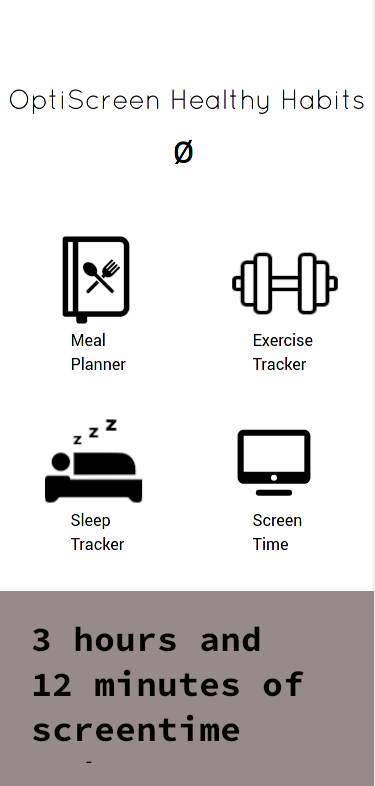 OptiScreen Healthy Habits
Ø
Meal
Planner
Exercise
Tracker
z z z
Sleep
Tracker
Screen
Time
3 hours and
12 minutes of
screentime